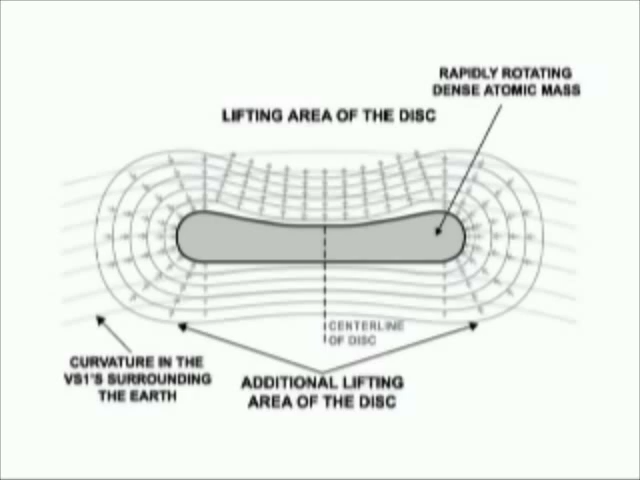 RAPIDLY ROTATING
DENSE ATOMIC MASS
LIFTING AREA OF THE DISC
CENTERLINE
OF DISC
CURVATURE IN THE
VS1'S SURROUNDING
THE EARTH
ADDITIONAL LIFTING
AREA OF THE DISC